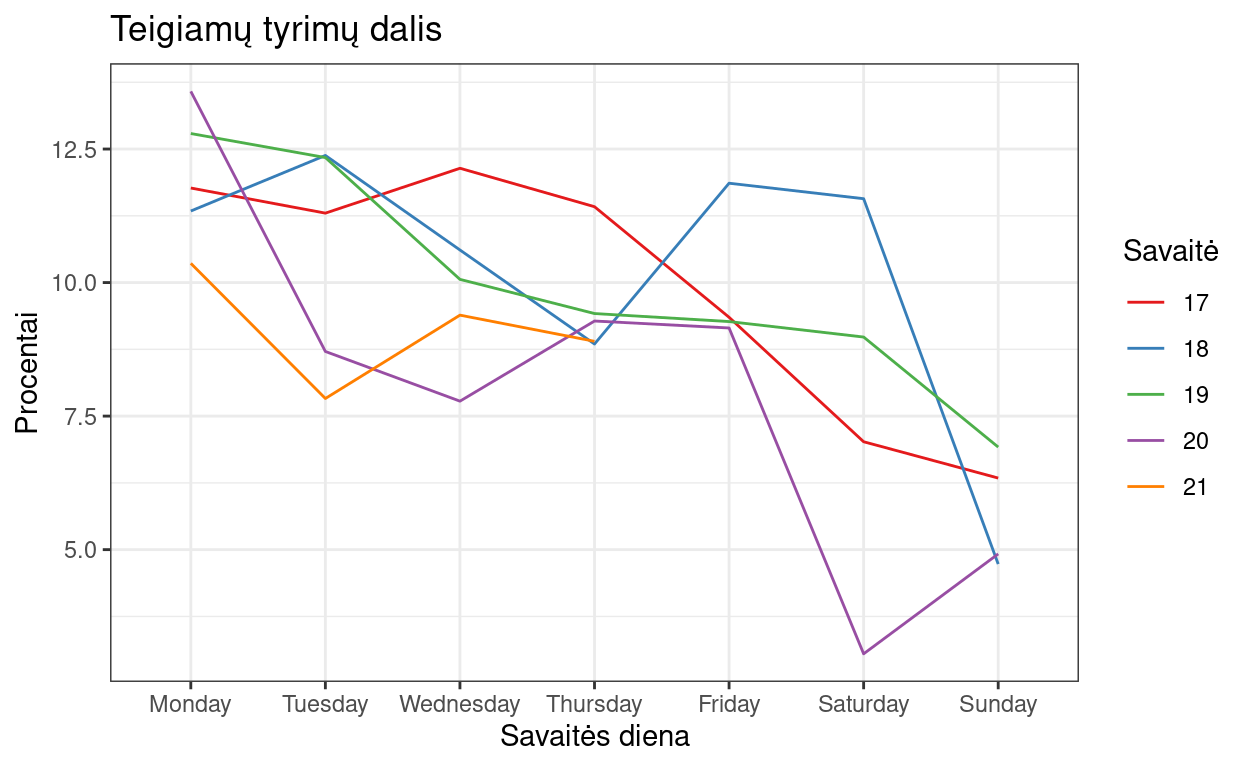 Teigiamų tyrimų dalis
Procentai
12.5
10.0
7.5
5.0
Monday Tuesday Wednesday Thursday Friday Saturday Sunday
Savaitės diena
Savaitė
17
18
19
20
21